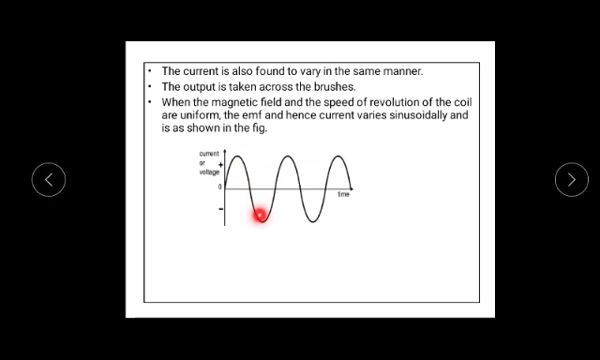 • The current is also found to vary in the same manner.
• The output is taken across the brushes.
• When the magnetic field and the speed of revolution of the coil
are uniform, the emf and hence current varies sinusoidally and
is as shown in the fig.
current
or
voltage
+
0
-
time